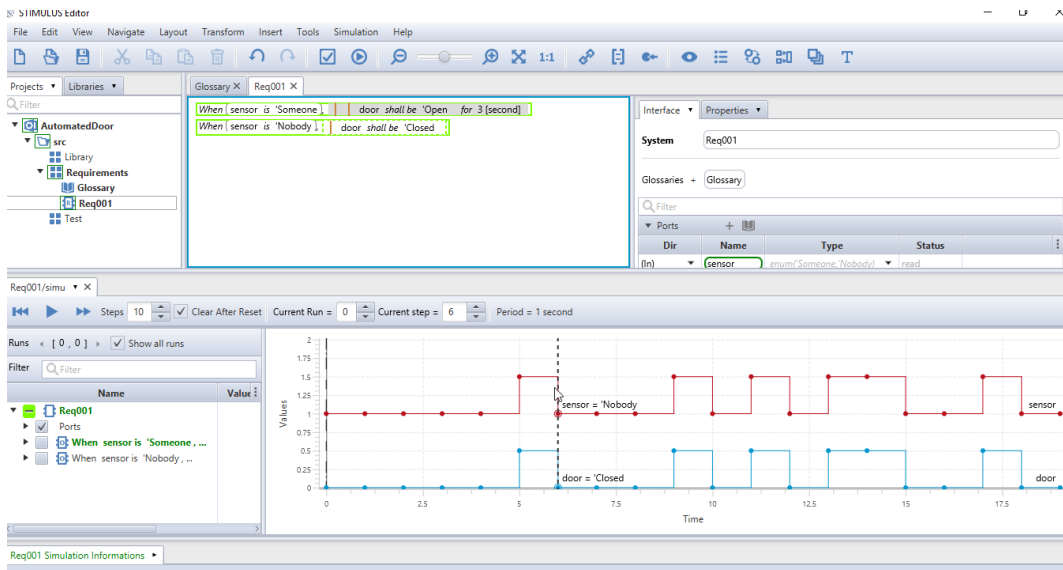 STIMULUS Editor
File Edit View Navigate Layout Transform Insert Tools Simulation Help
1:1
T
Projects Libraries
Filter
AutomatedDoor
src
Library
Requirements
Glossary
Req001
Test
Glossary X Req001 X
When [ sensor is 'Someone ], door shall be 'Open for 3 [second]
When [ sensor is 'Nobody ], door shall be 'Closed
Interface Properties
System Req001
Glossaries + Glossary
Filter
Ports +
Dir Name Type Status
(In) sensor enum('Someone,'Nobody) read
Req001/simu X
Steps 10 Clear After Reset Current Run = 0 Current step = 6 Period = 1 second
Runs [ 0 , 0 ] Show all runs
Filter Filter
Name Value
Req001
Ports
When sensor is 'Someone , ...
When sensor is 'Nobody , ...
Values
2
1.75
1.5
1.25
1
0.75
0.5
0.25
0
sensor = 'Nobody
sensor
door = 'Closed
door
0 2.5 5 7.5 10 12.5 15 17.5
Time
Req001 Simulation Informations